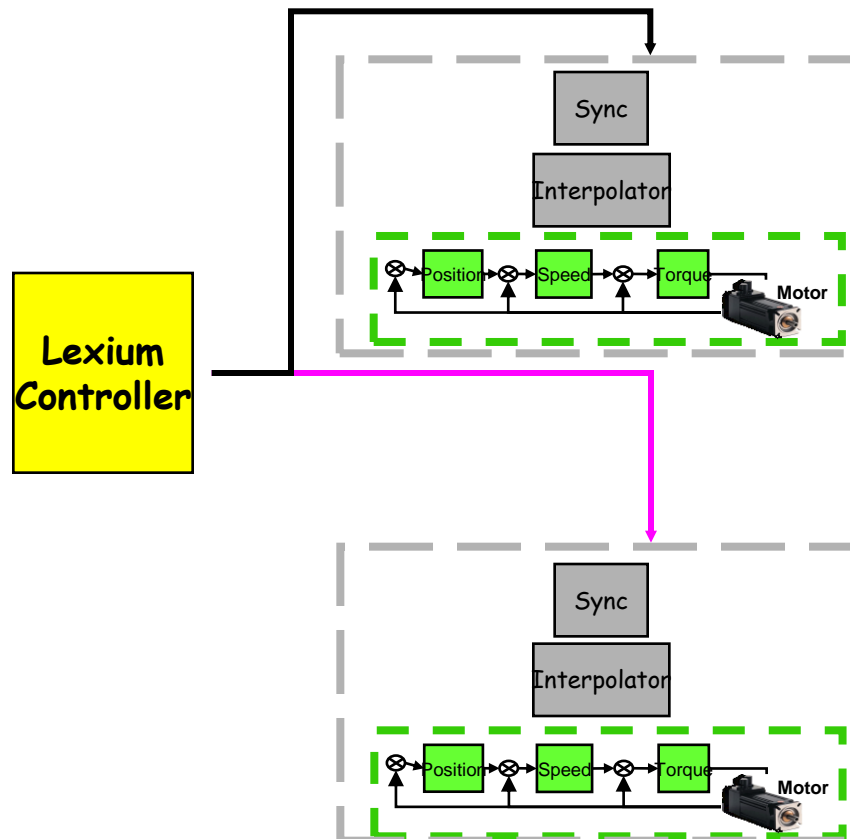 Sync
Interpolator
Position
Speed
Torque
Motor
Lexium
Controller
Sync
Interpolator
Position
Speed
Torque
Motor